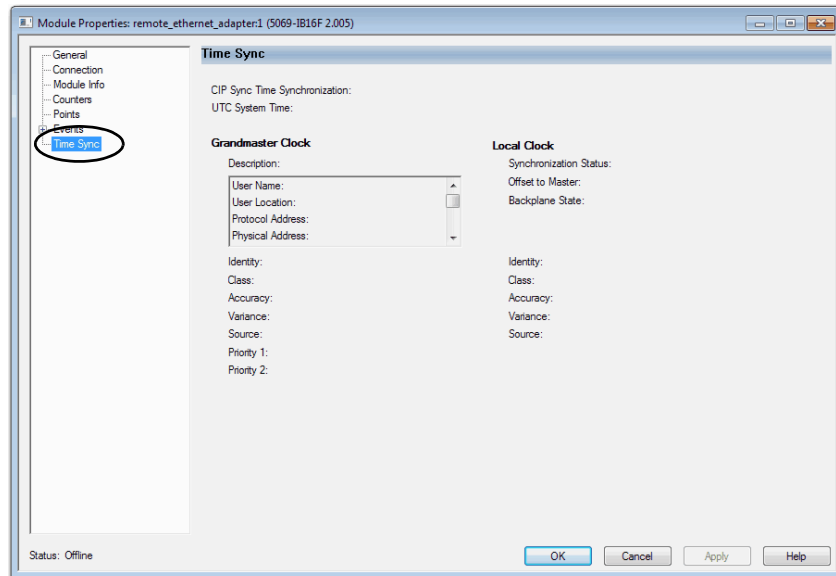 Module Properties: remote_ethernet_adapter:1 (5069-IB16F 2.005)
General
Connection
Module Info
Counters
Points
Events
Time Sync
Time Sync
CIP Sync Time Synchronization:
UTC System Time:
Grandmaster Clock
Description:
User Name:
User Location:
Protocol Address:
Physical Address:
Identity:
Class:
Accuracy:
Variance:
Source:
Priority 1:
Priority 2:
Local Clock
Synchronization Status:
Offset to Master:
Backplane State:
Identity:
Class:
Accuracy:
Variance:
Source:
Status: Offline
OK
Cancel
Apply
Help